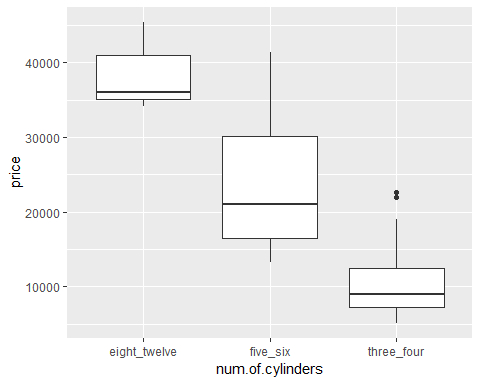 price
40000
30000
20000
10000
eight_twelve five_six three_four
num.of.cylinders